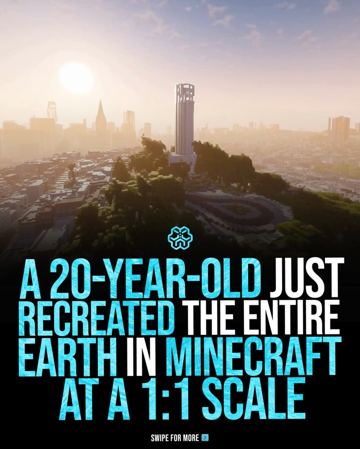 A 20-YEAR-OLD JUST
RECREATED THE ENTIRE
EARTH IN MINECRAFT
AT A 1:1 SCALE
SWIPE FOR MORE